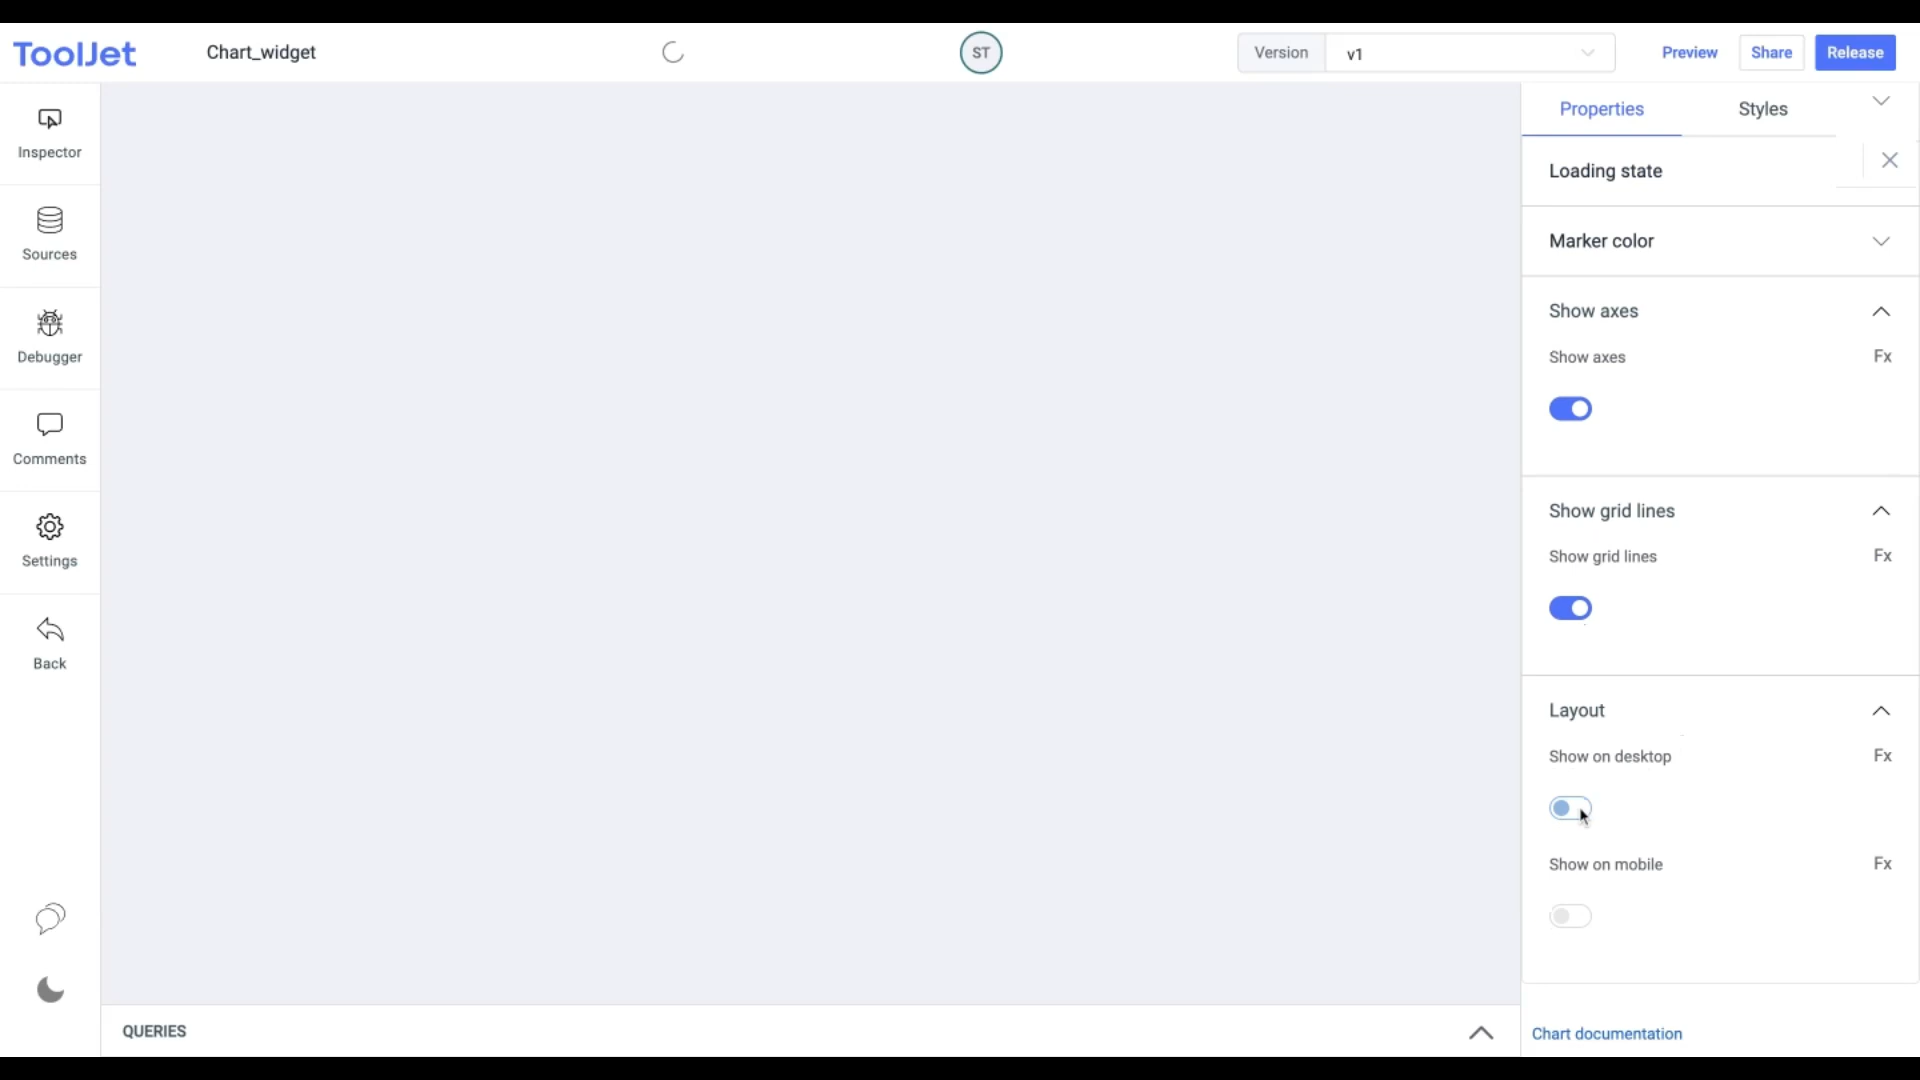 ToolJet
Chart_widget
ST
Version
v1
Preview
Share
Release
Inspector
Sources
Debugger
Comments
Settings
Back
Properties
Styles
Loading state
Marker color
Show axes
Show axes
Fx
Show grid lines
Show grid lines
Fx
Layout
Show on desktop
Fx
Show on mobile
Fx
QUERIES
Chart documentation